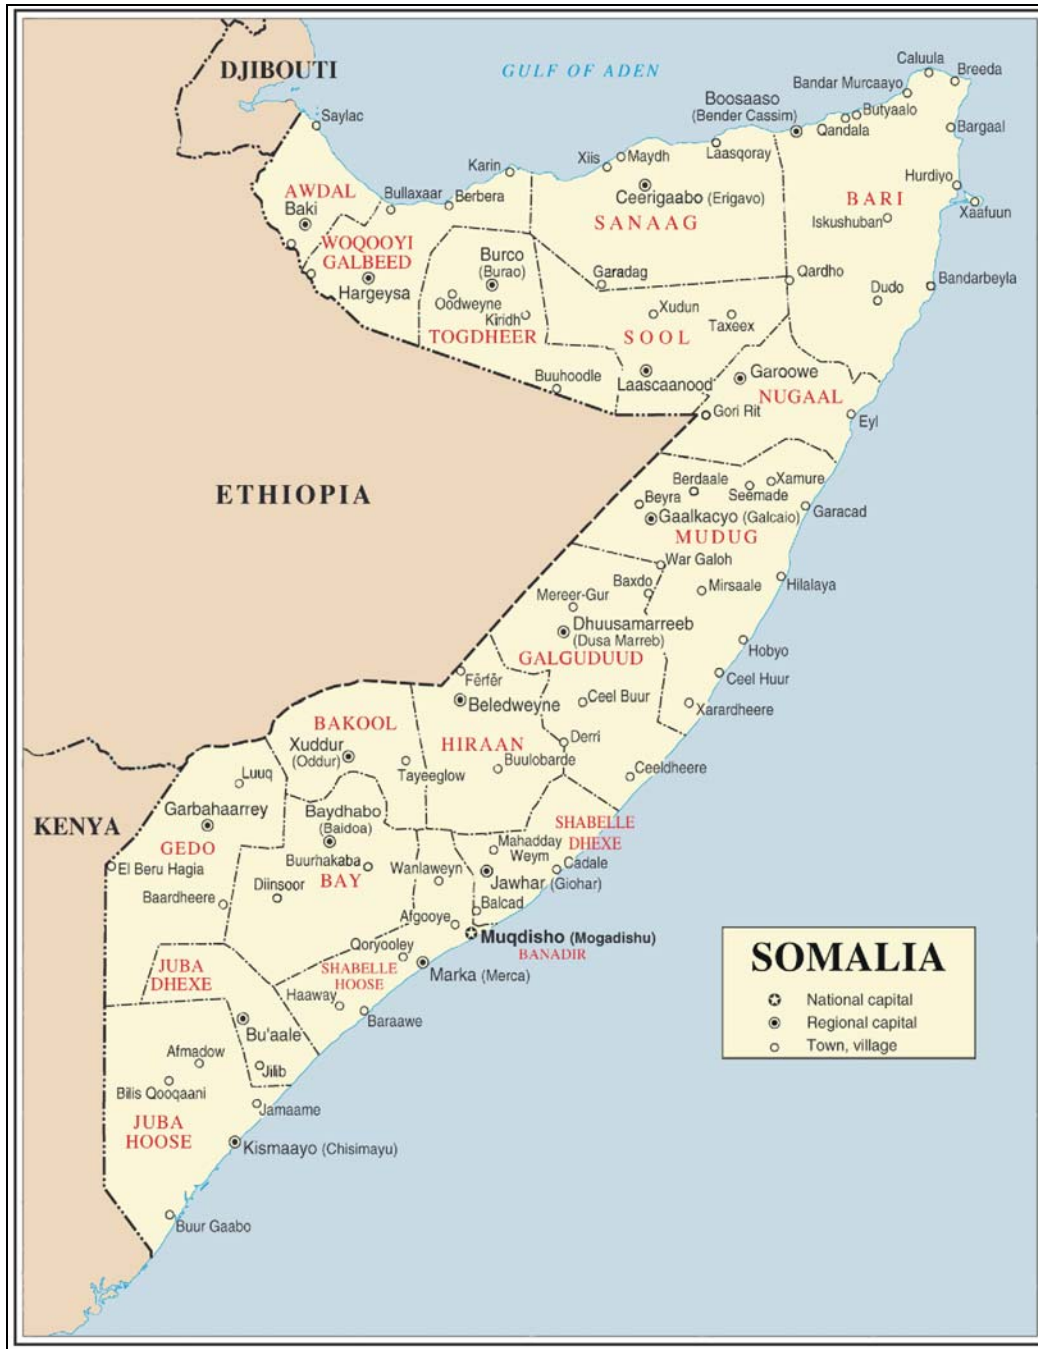 DJIBOUTI
GULF OF ADEN
Caluula
Breeda
Bandar Murcaayo
Boosaaso
(Bender Cassim)
Butyaalo
Qandala
Bargaal
Saylac
Karin
Xiis
Maydh
Laasqoray
Hurdiyo
AWDAL
Baki
Bullaxaar
Berbera
Ceerigaabo (Erigavo)
BARI
Xaafuun
SANAAG
Iskushuban
WOQOOYI
GALBEED
Burco
(Burao)
Hargeysa
Garadag
Qardho
Bandarbeyla
Dudo
Oodweyne
Kiridh
Xudun
Taxeex
TOGDHEER
SOOL
Buuhoodle
Laascaanood
Garoowe
NUGAAL
Gori Rit
Eyl
ETHIOPIA
Berdaale
Xamure
Beyra
Seemade
Garacad
Gaalkacyo (Galcaio)
MUDUG
War Galoh
Baxdo
Mirsaale
Hilalaya
Mereer-Gur
Dhuusamarreeb
(Dusa Marreb)
GALGUDUUD
Hobyo
Fërfër
Ceel Huur
Ceel Buur
Xarardheere
Beledweyne
BAKOOL
Xuddur
(Oddur)
HIRAAN
Derri
Buulobarde
Tayeeglow
Ceeldheere
Luuq
KENYA
Garbahaarrey
Baydhabo
(Baidoa)
SHABELLE
DHEXE
GEDO
Mahadday
Weym
El Beru Hagia
Buurhakaba
BAY
Wanlaweyn
Cadale
Jawhar (Giohar)
Diinsoor
Baardheere
Balcad
Afgooye
Muqdisho (Mogadishu)
BANADIR
Qoryooley
JUBA
DHEXE
SHABELLE
HOOSE
Marka (Merca)
Haaway
Baraawe
Bu'aale
Afmadow
Jilib
Bilis Qooqaani
Jamaame
JUBA
HOOSE
Kismaayo (Chisimayu)
Buur Gaabo
SOMALIA
National capital
Regional capital
Town, village